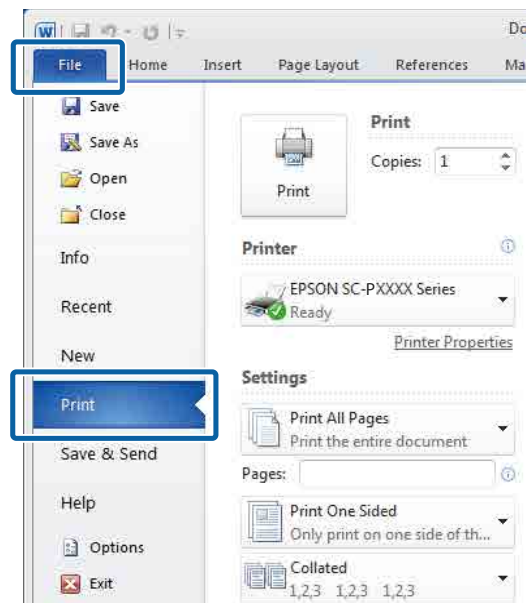 W
Do
File Home Insert Page Layout References Ma
Save
Save As
Open
Close
Info
Recent
New
Print
Save & Send
Help
Options
Exit
Print
Print
Copies: 1
Printer
EPSON SC-PXXXX Series
Ready
Printer Properties
Settings
Print All Pages
Print the entire document
Pages:
Print One Sided
Only print on one side of th...
Collated
1,2,3 1,2,3 1,2,3